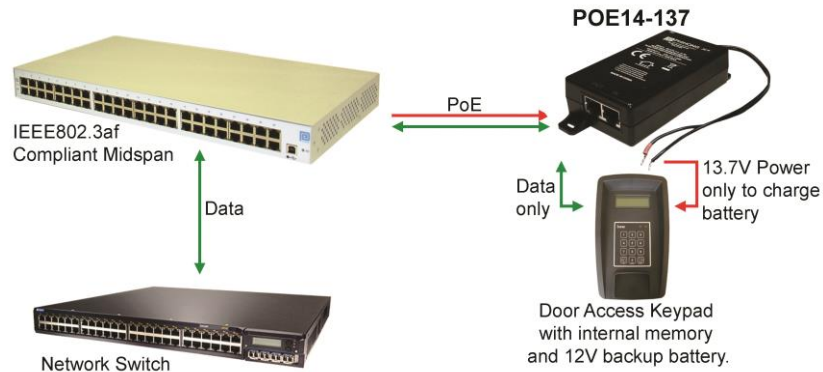 POE14-137
PoE
IEEE802.3af
Compliant Midspan
Data
Network Switch
Data
only
13.7V Power
only to charge
battery
Door Access Keypad
with internal memory
and 12V backup battery.